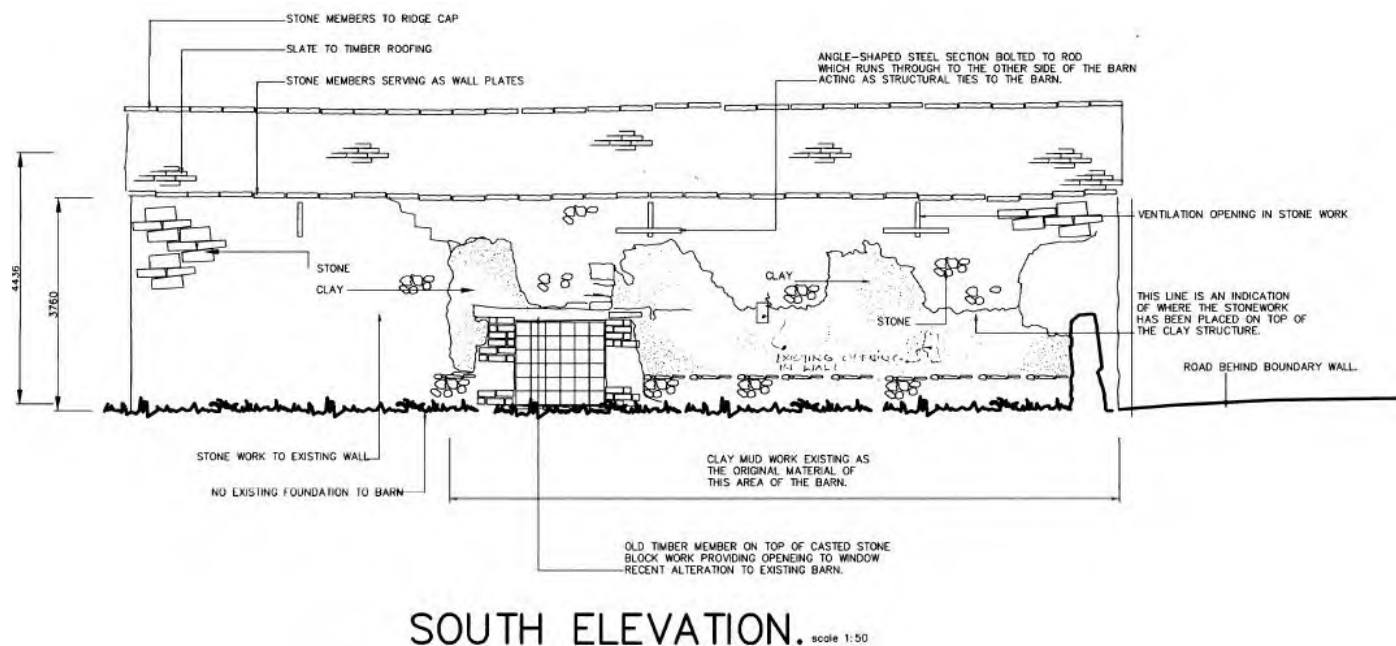 STONE MEMBERS TO RIDGE CAP
SLATE TO TIMBER ROOFING
STONE MEMBERS SERVING AS WALL PLATES
ANGLE-SHAPED STEEL SECTION BOLTED TO ROD
WHICH RUNS THROUGH TO THE OTHER SIDE OF THE BARN
ACTING AS STRUCTURAL TIES TO THE BARN.
VENTILATION OPENING IN STONE WORK
4436
3760
STONE
CLAY
CLAY
STONE
THIS LINE IS AN INDICATION
OF WHERE THE STONEWORK
HAS BEEN PLACED ON TOP OF
THE CLAY STRUCTURE.
EXISTING OPENING
IN WALL
ROAD BEHIND BOUNDARY WALL.
STONE WORK TO EXISTING WALL
NO EXISTING FOUNDATION TO BARN
CLAY MUD WORK EXISTING AS
THE ORIGINAL MATERIAL OF
THIS AREA OF THE BARN.
OLD TIMBER MEMBER ON TOP OF CASTED STONE
BLOCK WORK PROVIDING OPENEING TO WINDOW
RECENT ALTERATION TO EXISTING BARN.
SOUTH ELEVATION. scale 1:50